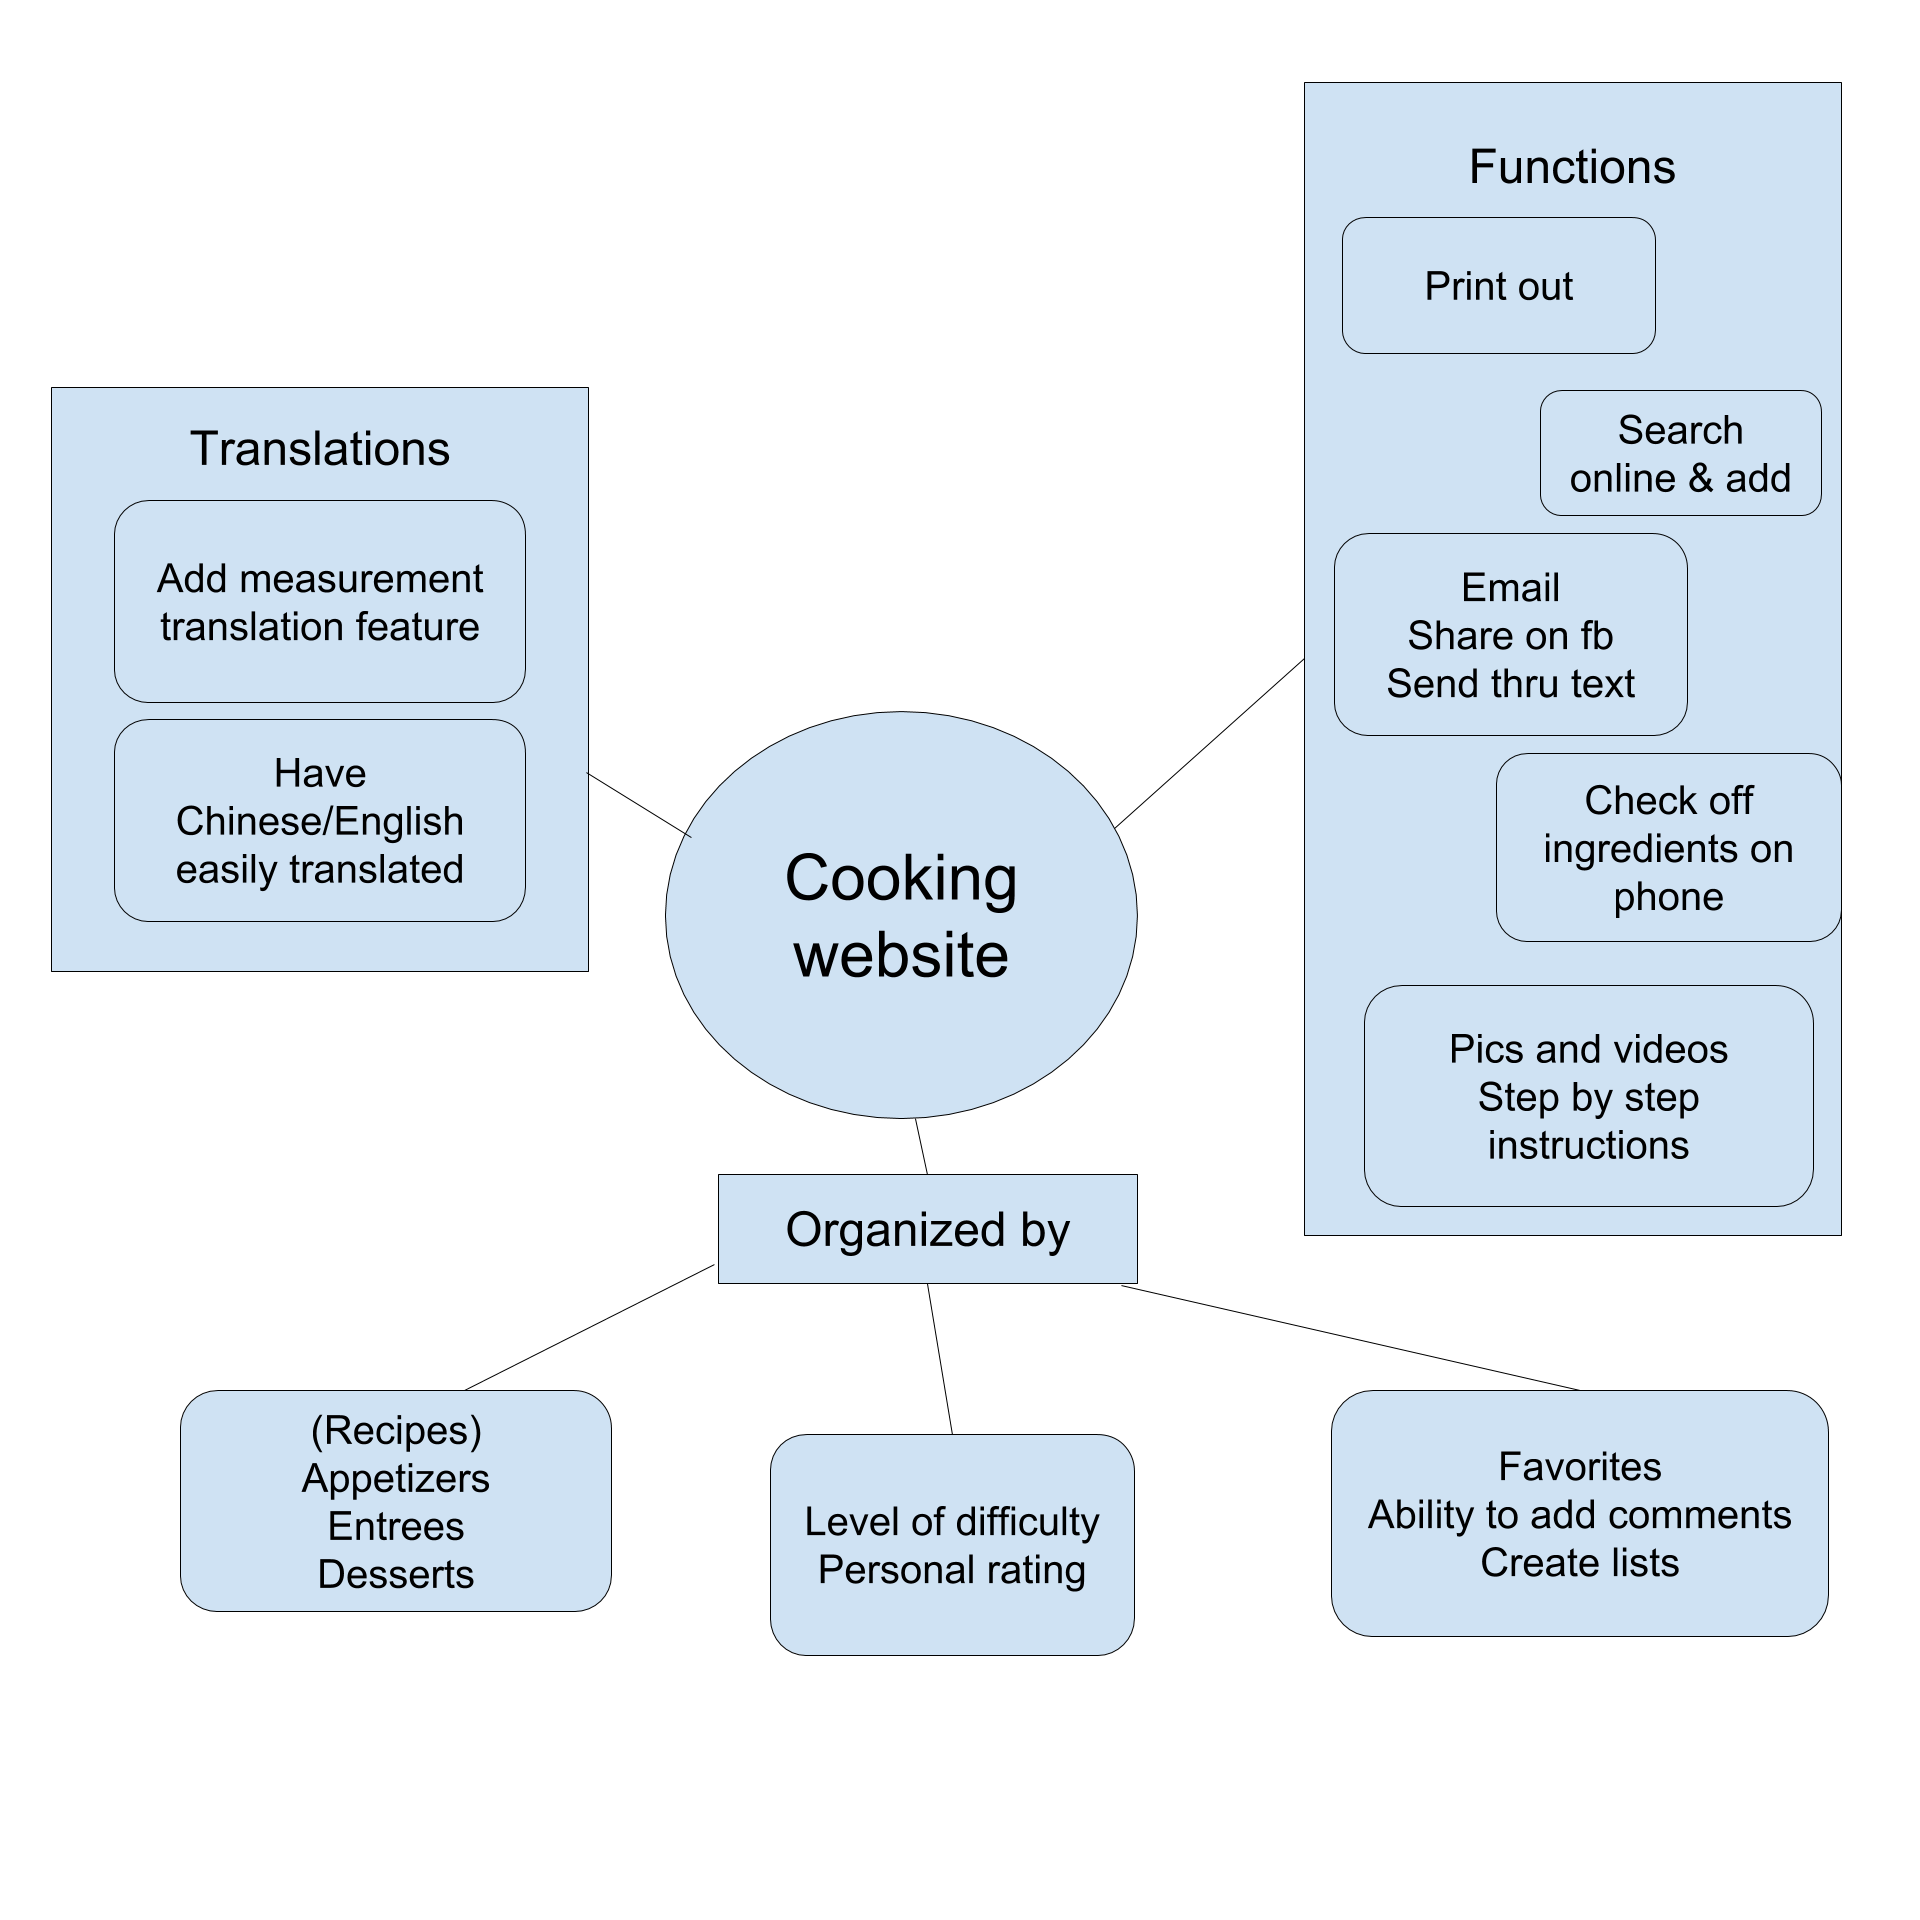 Functions
Print out
Search
online & add
Email
Share on fb
Send thru text
Check off
ingredients on
phone
Pics and videos
Step by step
instructions
Translations
Add measurement
translation feature
Have
Chinese/English
easily translated
Cooking
website
Organized by
(Recipes)
Appetizers
Entrees
Desserts
Level of difficulty
Personal rating
Favorites
Ability to add comments
Create lists